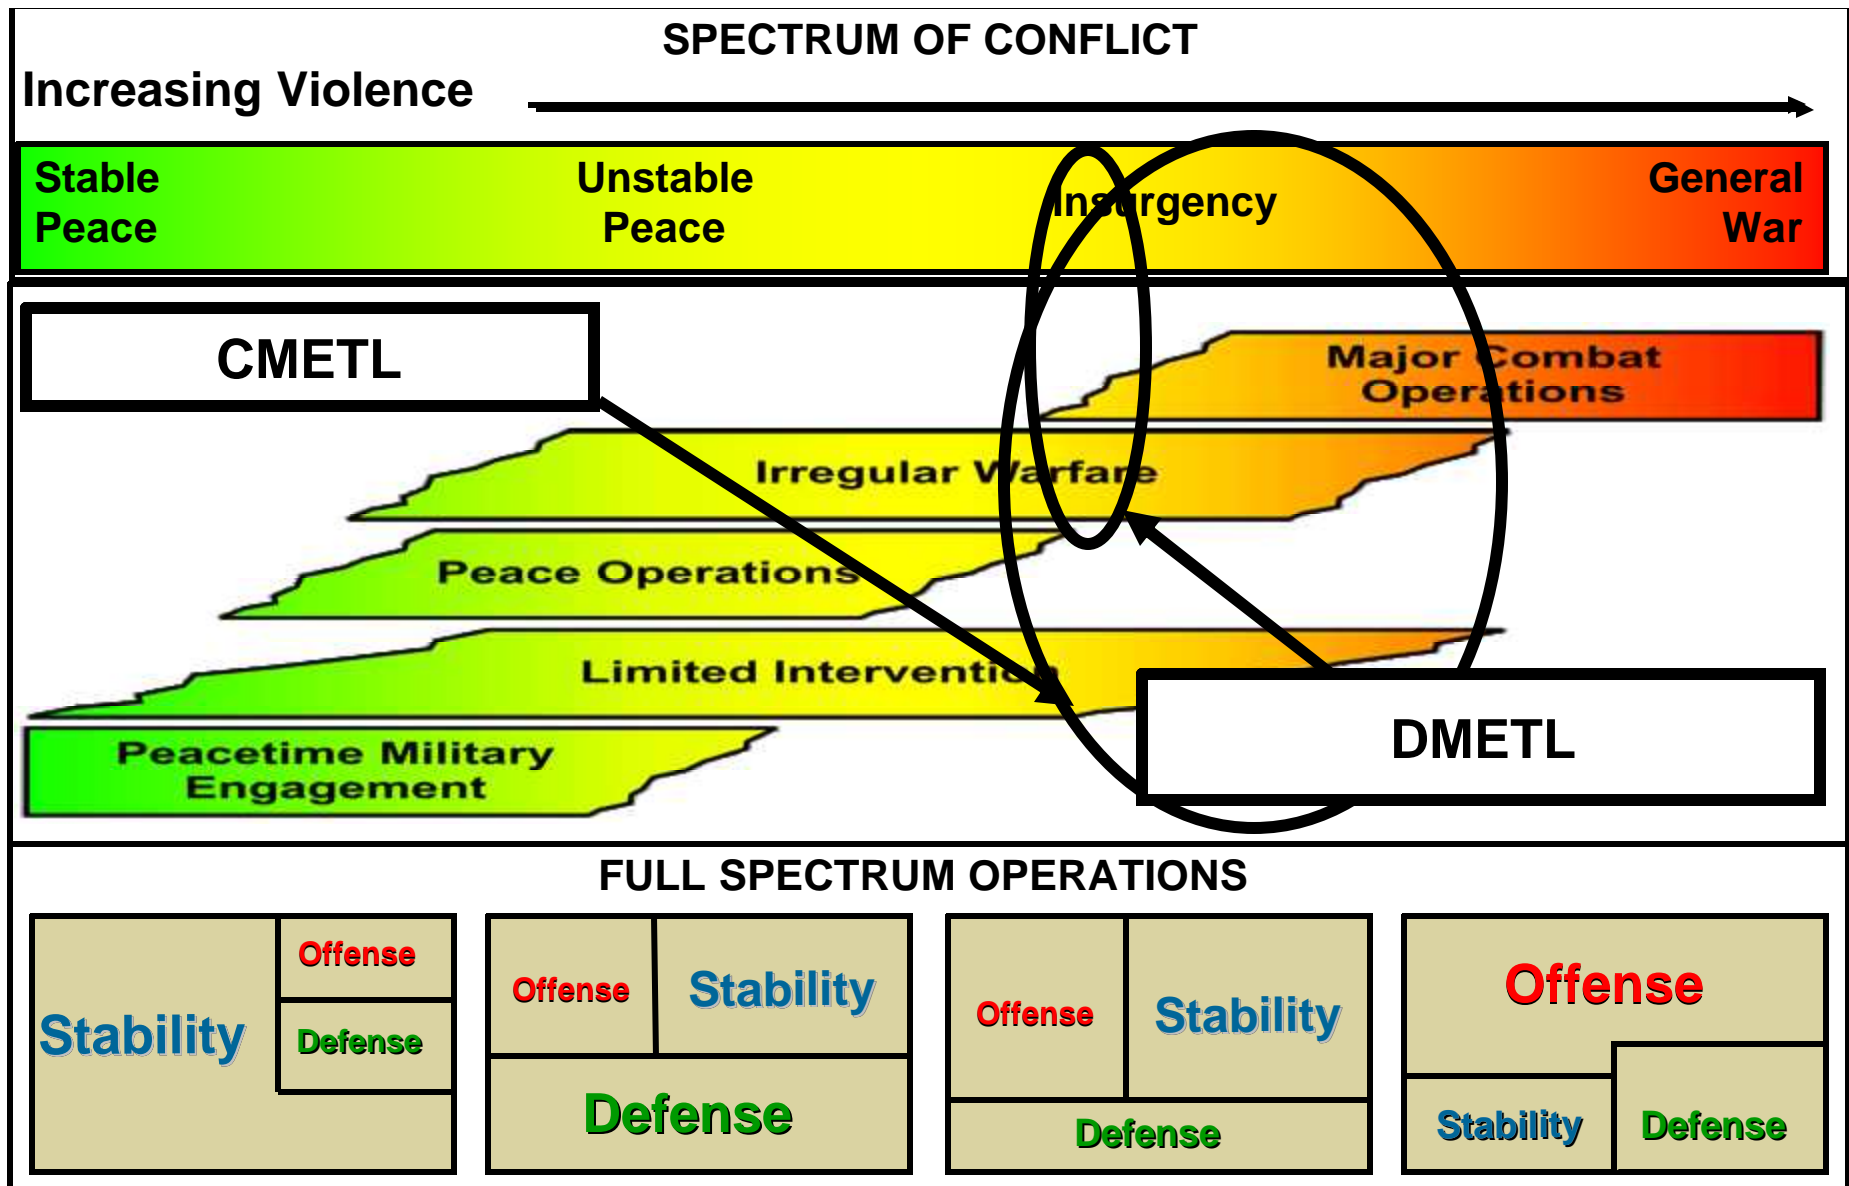 SPECTRUM OF CONFLICT
Increasing Violence
Stable
Peace
Unstable
Peace
Insurgency
General
War
CMETL
Major Combat
Operations
Irregular Warfare
Peace Operations
Limited Intervention
DMETL
Peacetime Military
Engagement
FULL SPECTRUM OPERATIONS
Stability
Offense
Defense
Offense
Stability
Defense
Offense
Stability
Defense
Offense
Stability
Defense